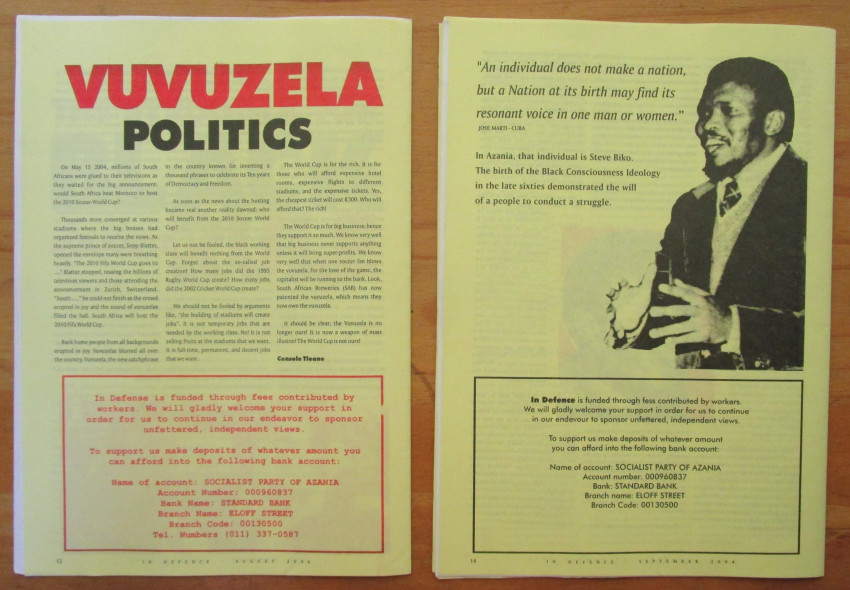 VUVUZELA
POLITICS
On May 15 2004, millions of South
Africans were glued to their televisions as
they waited for the big announcement:
would South Africa beat Morocco to host
the 2010 Soccer World Cup?
Thousands more converged at various
stadiums where the big bosses had
organised festivals to receive the news. As
the supreme prince of soccer, Sepp Blatter,
opened the envelope many were breathing
heavily. "The 2010 Fifa World Cup goes to
..." Blatter stopped, teasing the billions of
television viewers and those attending the
announcement in Zurich, Switzerland.
"South ...," he could not finish as the crowd
erupted in joy and the sound of vuvuzelas
filled the hall. South Africa will host the
2010 Fifa World Cup.
Back home people from all backgrounds
erupted in joy. Vuvuzelas blurred all over
the country. Vuvuzela, the new catchphrase
in the country known for inventing a
thousand phrases to celebrate its Ten years
of Democracy and Freedom.
As soon as the news about the hosting
became real another reality dawned: who
will benefit from the 2010 Soccer World
Cup?
Let us not be fooled, the black working
class will benefit nothing from the World
Cup. Forget about the so-called job
creation! How many jobs did the 1995
Rugby World Cup create? How many jobs
did the 2002 Cricket World Cup create?
We should not be fooled by arguments
like, "the building of stadiums will create
jobs". It is not temporary jobs that are
needed by the working class. No! It is not
selling fruits at the stadiums that we want.
It is full-time, permanent, and decent jobs
that we want.
The World Cup is for the rich. It is for
those who will afford expensive hotel
rooms, expensive flights to different
stadiums, and the expensive tickets. Yes,
the cheapest ticket will cost R300. Who will
afford that? The rich!
The World Cup is for big business; hence
they support it so much. We know very well
that big business never supports anything
unless it will bring super-profits. We know
very well that when one soccer fan blows
the vuvuzela, for the love of the game, the
capitalist will be running to the bank. Look,
South African Breweries (SAB) has now
patented the vuvuzela, which means they
now own the vuvuzela.
It should be clear; the Vuvuzela is no
longer ours! It is now a weapon of mass
illusion! The World Cup is not ours!
Console Tleane
In Defense is funded through fees contributed by
workers. We will gladly welcome your support in
order for us to continue in our endeavor to sponsor
unfettered, independent views.
To support us make deposits of whatever amount you
can afford into the following bank account:
Name of account: SOCIALIST PARTY OF AZANIA
Account Number: 000960837
Bank Name: STANDARD BANK
Branch Name: ELOFF STREET
Branch Code: 00130500
Tel. Numbers (011) 337-0587
IN DEFENCE - AUGUST 2004
"An individual does not make a nation,
but a Nation at its birth may find its
resonant voice in one man or women."
JOSE MARTI - CUBA
In Azania, that individual is Steve Biko.
The birth of the Black Consciousness Ideology
in the late sixties demonstrated the will
of a people to conduct a struggle.
In Defence is funded through fess contributed by workers.
We will gladly welcome your support in order for us to continue
in our endevour to sponsor unfettered, independent views.
To support us make deposits of whatever amount
you can afford into the following bank account:
Name of account: SOCIALIST PARTY OF AZANIA
Account number: 000960837
Bank: STANDARD BANK
Branch name: ELOFF STREET
Branch Code: 00130500
IN DEFENCE - SEPTEMBER 2004